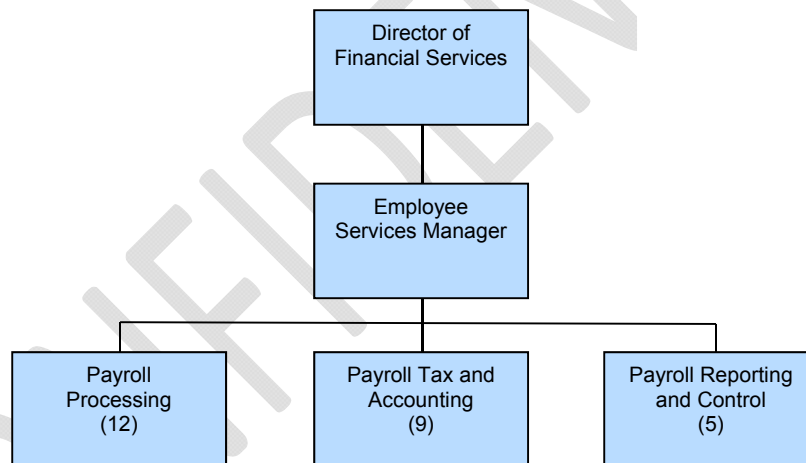 Director of
Financial Services
Employee
Services Manager
Payroll
Processing
(12)
Payroll Tax and
Accounting
(9)
Payroll Reporting
and Control
(5)